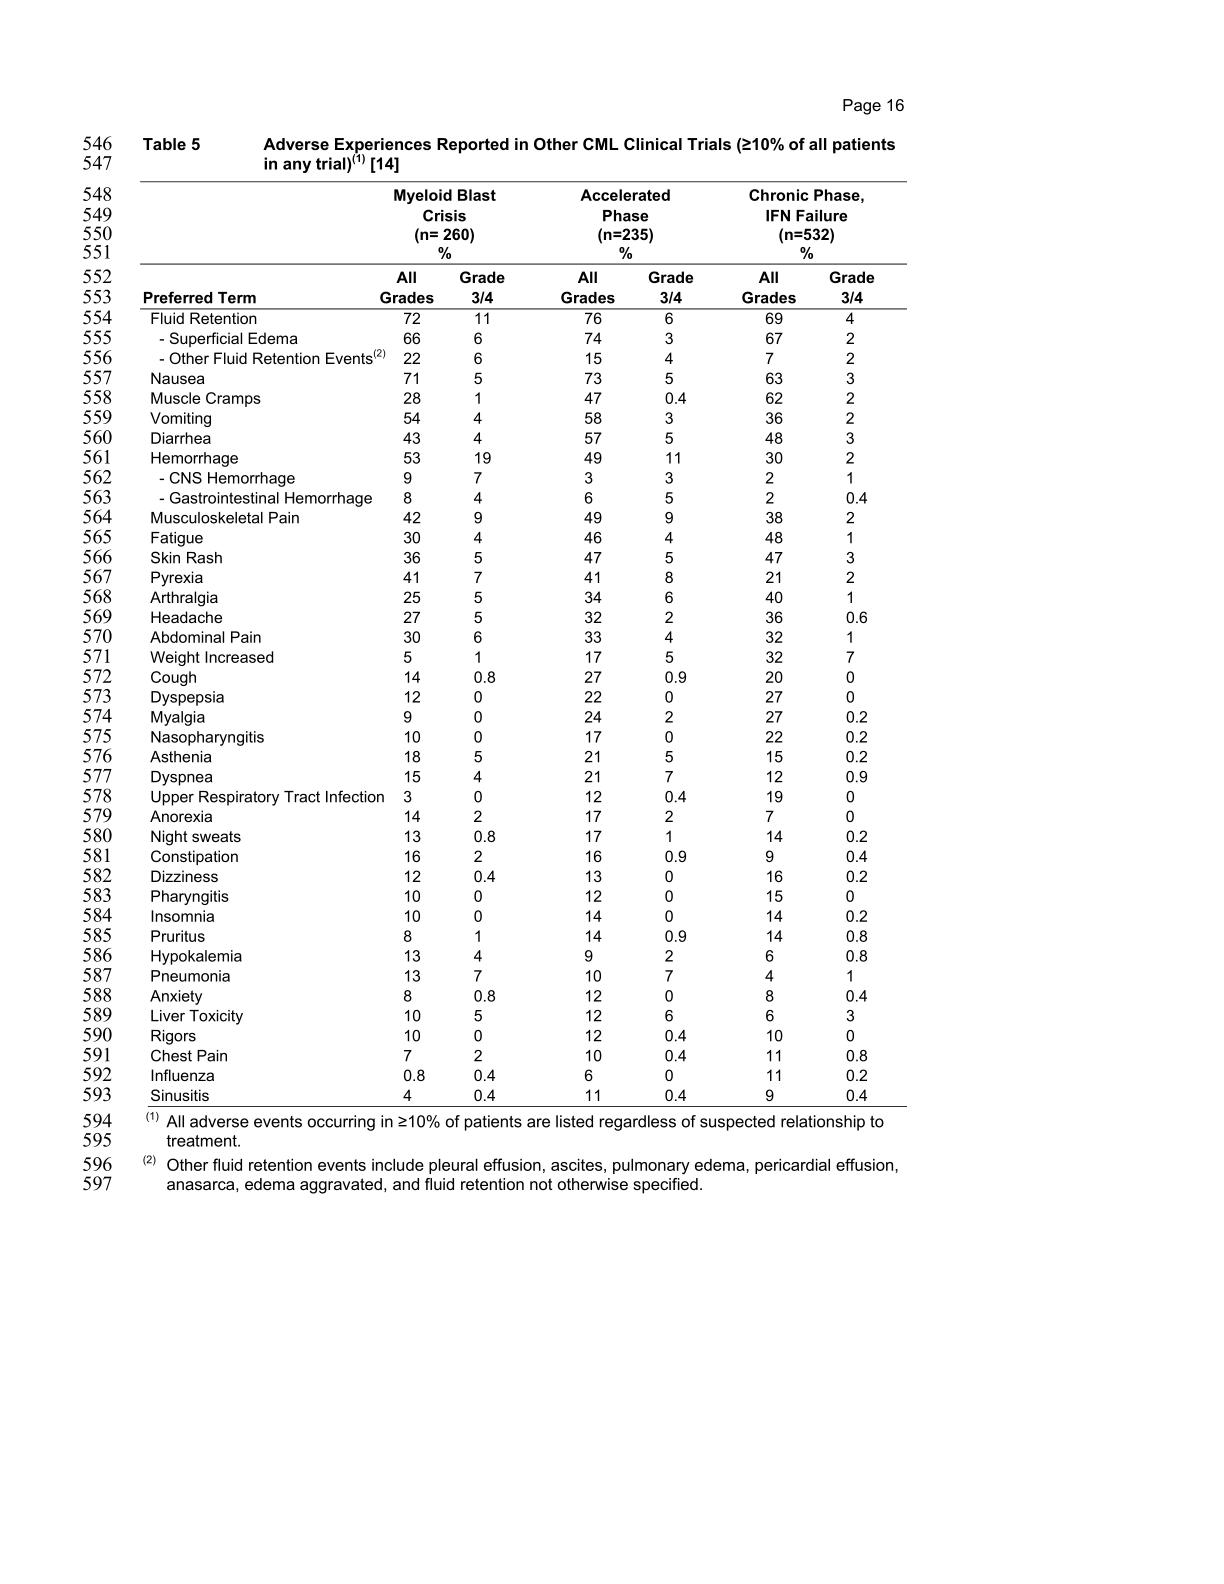 Page 16
546 Table 5 Adverse Experiences Reported in Other CML Clinical Trials (≥10% of all patients
547 in any trial)(1) [14]
548 Myeloid Blast Accelerated Chronic Phase,
549 Crisis Phase IFN Failure
550 (n= 260) (n=235) (n=532)
551 % % %
552 All Grade All Grade All Grade
553 Preferred Term Grades 3/4 Grades 3/4 Grades 3/4
554 Fluid Retention 72 11 76 6 69 4
555 - Superficial Edema 66 6 74 3 67 2
556 - Other Fluid Retention Events(2) 22 6 15 4 7 2
557 Nausea 71 5 73 5 63 3
558 Muscle Cramps 28 1 47 0.4 62 2
559 Vomiting 54 4 58 3 36 2
560 Diarrhea 43 4 57 5 48 3
561 Hemorrhage 53 19 49 11 30 2
562 - CNS Hemorrhage 9 7 3 3 2 1
563 - Gastrointestinal Hemorrhage 8 4 6 5 2 0.4
564 Musculoskeletal Pain 42 9 49 9 38 2
565 Fatigue 30 4 46 4 48 1
566 Skin Rash 36 5 47 5 47 3
567 Pyrexia 41 7 41 8 21 2
568 Arthralgia 25 5 34 6 40 1
569 Headache 27 5 32 2 36 0.6
570 Abdominal Pain 30 6 33 4 32 1
571 Weight Increased 5 1 17 5 32 7
572 Cough 14 0.8 27 0.9 20 0
573 Dyspepsia 12 0 22 0 27 0
574 Myalgia 9 0 24 2 27 0.2
575 Nasopharyngitis 10 0 17 0 22 0.2
576 Asthenia 18 5 21 5 15 0.2
577 Dyspnea 15 4 21 7 12 0.9
578 Upper Respiratory Tract Infection 3 0 12 0.4 19 0
579 Anorexia 14 2 17 2 7 0
580 Night sweats 13 0.8 17 1 14 0.2
581 Constipation 16 2 16 0.9 9 0.4
582 Dizziness 12 0.4 13 0 16 0.2
583 Pharyngitis 10 0 12 0 15 0
584 Insomnia 10 0 14 0 14 0.2
585 Pruritus 8 1 14 0.9 14 0.8
586 Hypokalemia 13 4 9 2 6 0.8
587 Pneumonia 13 7 10 7 4 1
588 Anxiety 8 0.8 12 0 8 0.4
589 Liver Toxicity 10 5 12 6 6 3
590 Rigors 10 0 12 0.4 10 0
591 Chest Pain 7 2 10 0.4 11 0.8
592 Influenza 0.8 0.4 6 0 11 0.2
593 Sinusitis 4 0.4 11 0.4 9 0.4
594 (1) All adverse events occurring in ≥10% of patients are listed regardless of suspected relationship to
595 treatment.
596 (2) Other fluid retention events include pleural effusion, ascites, pulmonary edema, pericardial effusion,
597 anasarca, edema aggravated, and fluid retention not otherwise specified.